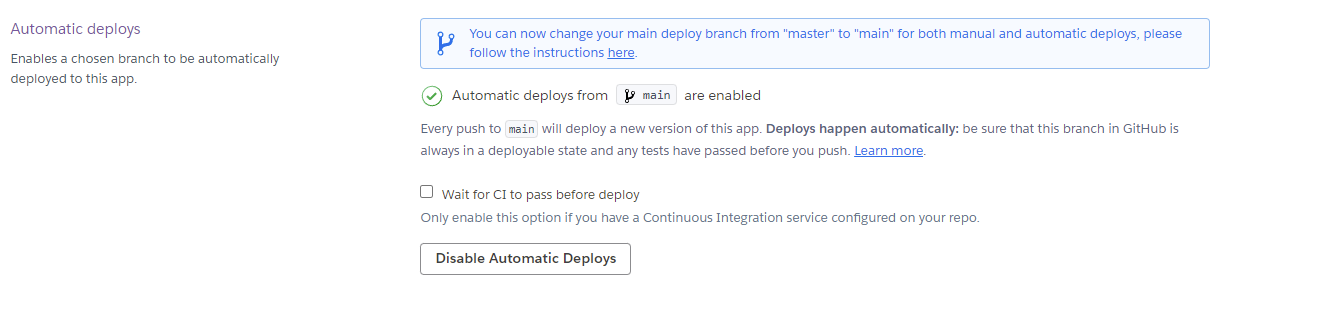 Automatic deploys
Enables a chosen branch to be automatically
deployed to this app.
You can now change your main deploy branch from "master" to "main" for both manual and automatic deploys, please
follow the instructions here.
Automatic deploys from main are enabled
Every push to main will deploy a new version of this app. Deploys happen automatically: be sure that this branch in GitHub is
always in a deployable state and any tests have passed before you push. Learn more.
Wait for CI to pass before deploy
Only enable this option if you have a Continuous Integration service configured on your repo.
Disable Automatic Deploys